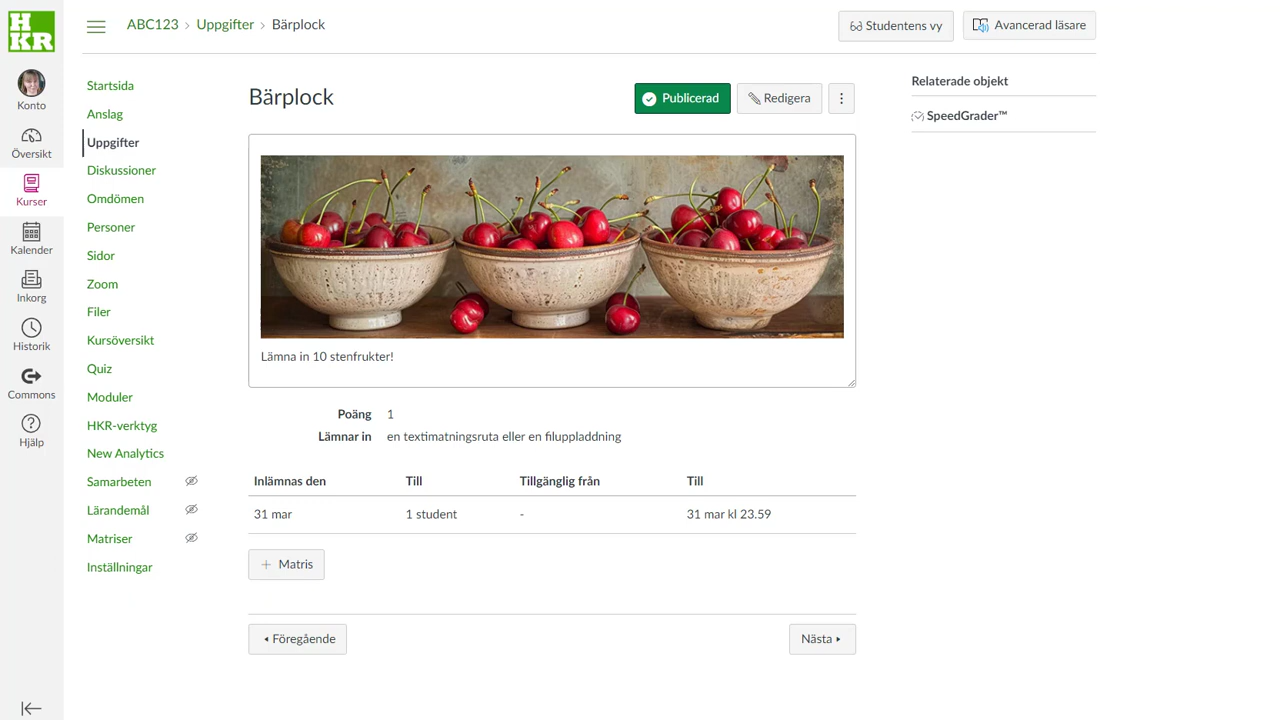 HKR
ABC123 › Uppgifter › Bärplock
Studentens vy
Avancerad läsare
Konto
Översikt
Kurser
Kalender
Inkorg
Historik
Commons
Hjälp
Startsida
Anslag
Uppgifter
Diskussioner
Omdömen
Personer
Sidor
Zoom
Filer
Kursöversikt
Quiz
Moduler
HKR-verktyg
New Analytics
Samarbeten
Lärandemål
Matriser
Inställningar
Bärplock
Publicerad
Redigera
Lämna in 10 stenfrukter!
Poäng 1
Lämnar in en textimatningsruta eller en filuppladdning
Inlämnas den Till Tillgänglig från Till
31 mar 1 student - 31 mar kl 23.59
+ Matris
Föregående
Nästa
Relaterade objekt
SpeedGrader™